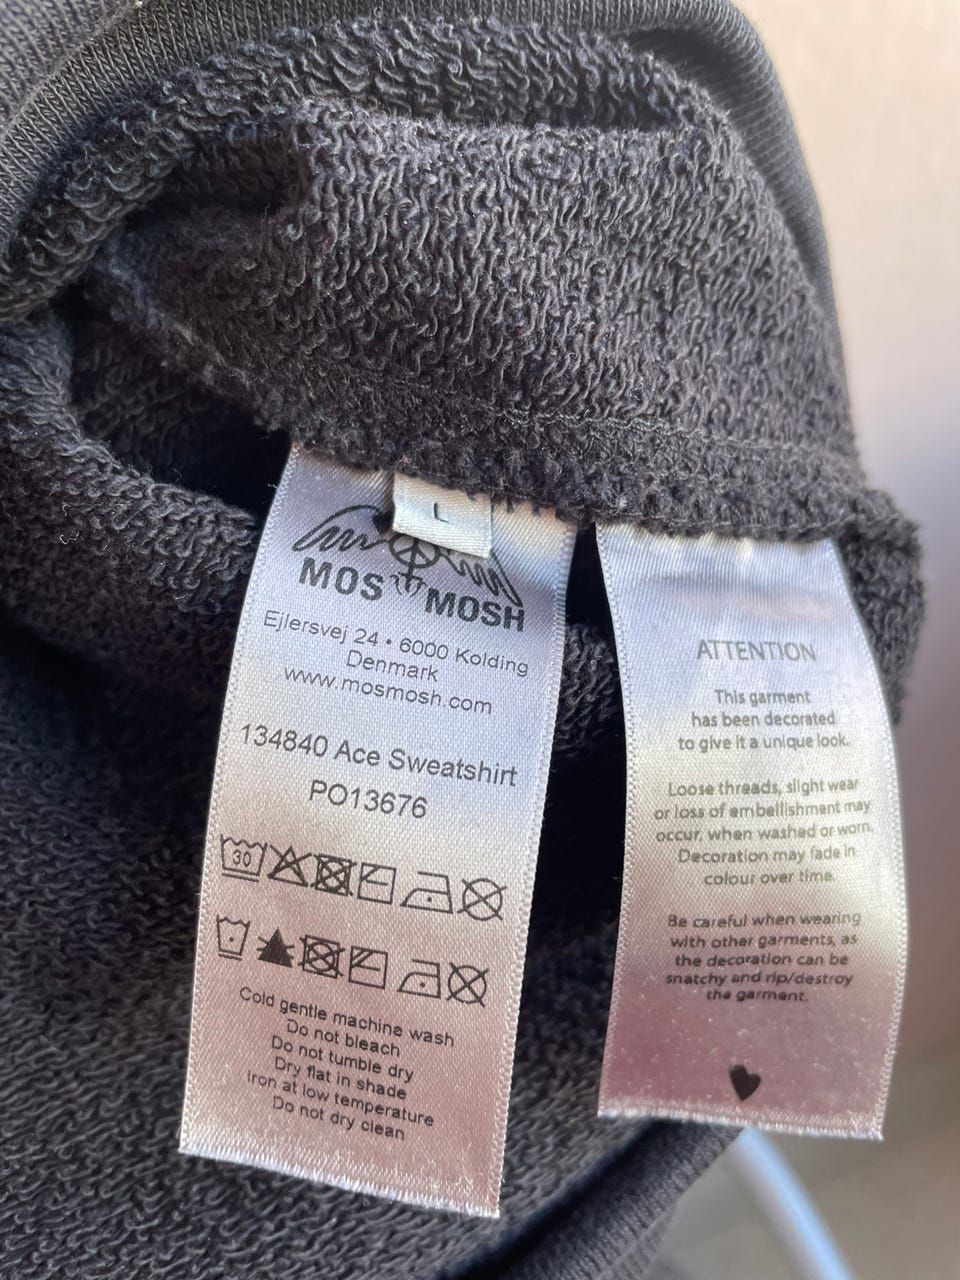 L
MOS MOSH
Ejlersvej 24 • 6000 Kolding
Denmark
www.mosmosh.com
134840 Ace Sweatshirt
PO13676
30
Cold gentle machine wash
Do not bleach
Do not tumble dry
Dry flat in shade
Iron at low temperature
Do not dry clean
ATTENTION
This garment
has been decorated
to give it a unique look.
Loose threads, slight wear
or loss of embellishment may
occur, when washed or worn.
Decoration may fade in
colour over time.
Be careful when wearing
with other garments, as
the decoration can be
snatchy and rip/destroy
the garment.